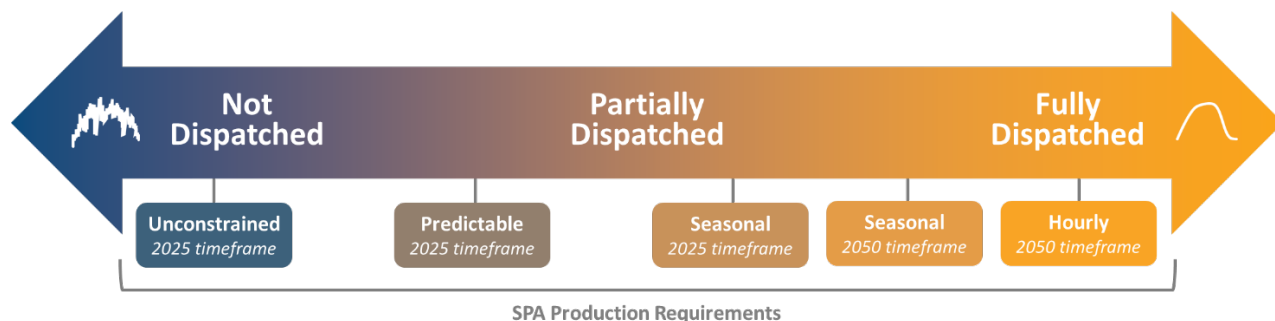 Not
Dispatched
Partially
Dispatched
Fully
Dispatched
Unconstrained
2025 timeframe
Predictable
2025 timeframe
Seasonal
2025 timeframe
Seasonal
2050 timeframe
Hourly
2050 timeframe
SPA Production Requirements